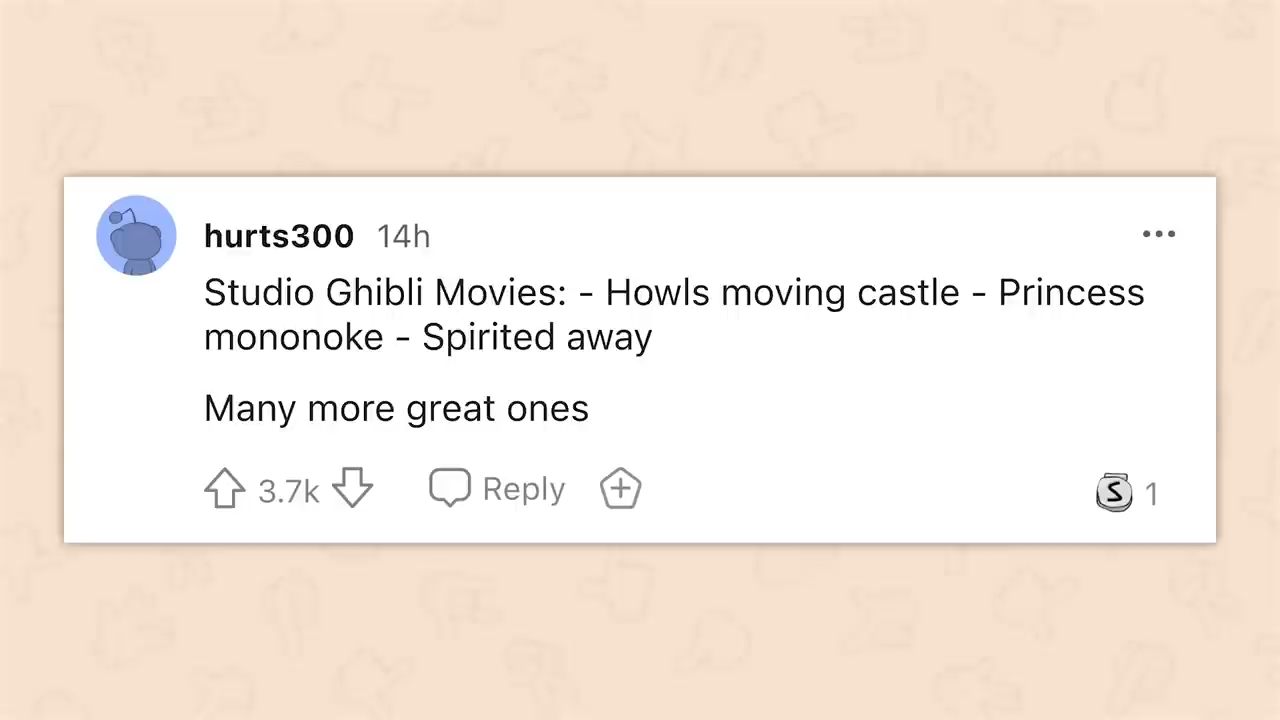 hurts300 14h
Studio Ghibli Movies: - Howls moving castle - Princess
mononoke - Spirited away
Many more great ones
3.7k Reply S 1